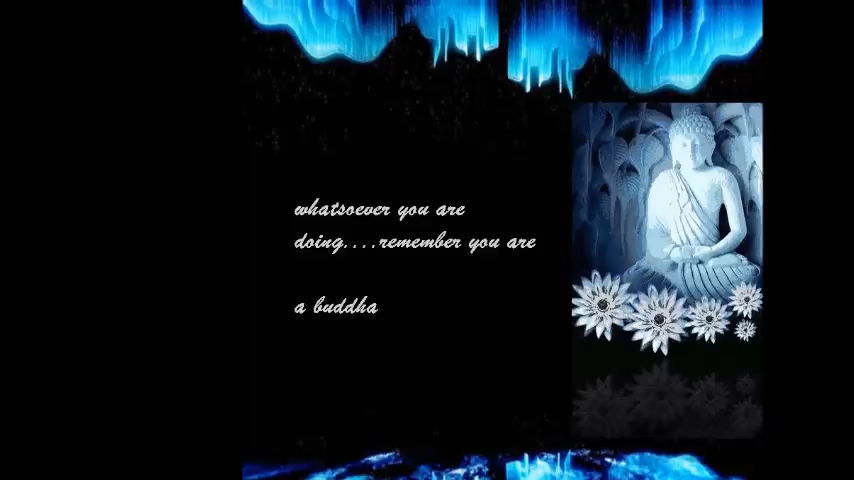 whatsoever you are
doing....remember you are
a buddha